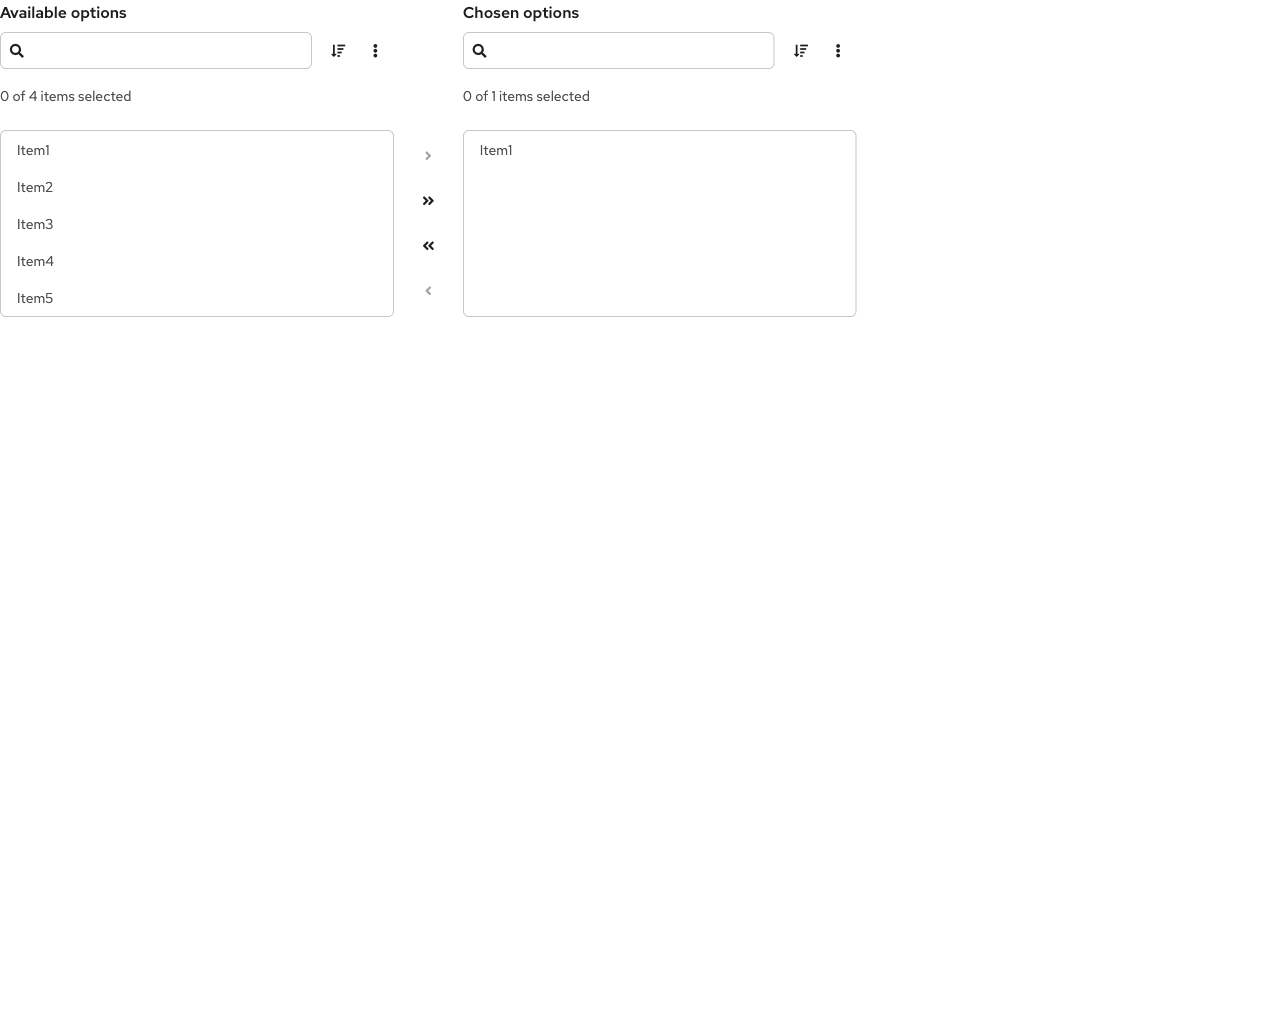 Available options
0 of 4 items selected
Item1
Item2
Item3
Item4
Item5
Chosen options
0 of 1 items selected
Item1